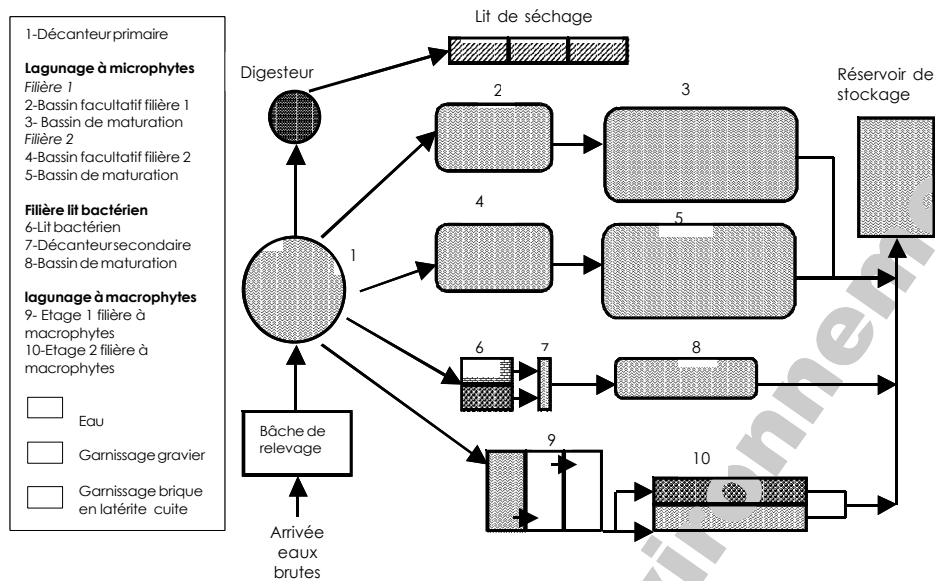 1-Décanteur primaire
Lagunage à microphytes
Filière 1
2-Bassin facultatif filière 1
3- Bassin de maturation
Filière 2
4-Bassin facultatif filière 2
5-Bassin de maturation
Filière lit bactérien
6-Lit bactérien
7-Décanteur secondaire
8-Bassin de maturation
lagunage à macrophytes
9- Etage 1 filière à
macrophytes
10-Etage 2 filière à
macrophytes
Eau
Garnissage gravier
Garnissage brique
en latérite cuite
Lit de séchage
Digesteur
2
3
Réservoir de
stockage
4
5
1
6
7
8
Bâche de
relevage
9
10
Arrivée
eaux
brutes